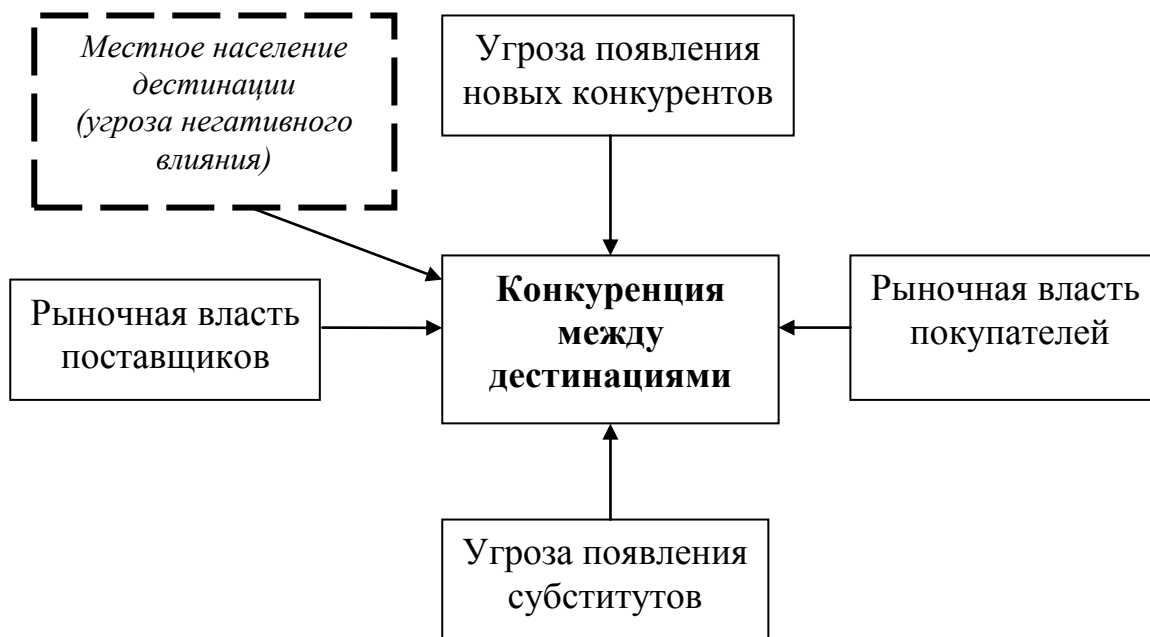 Местное население
дестинации
(угроза негативного
влияния)
Угроза появления
новых конкурентов
Рыночная власть
поставщиков
Конкуренция
между
дестинациями
Рыночная власть
покупателей
Угроза появления
субститутов